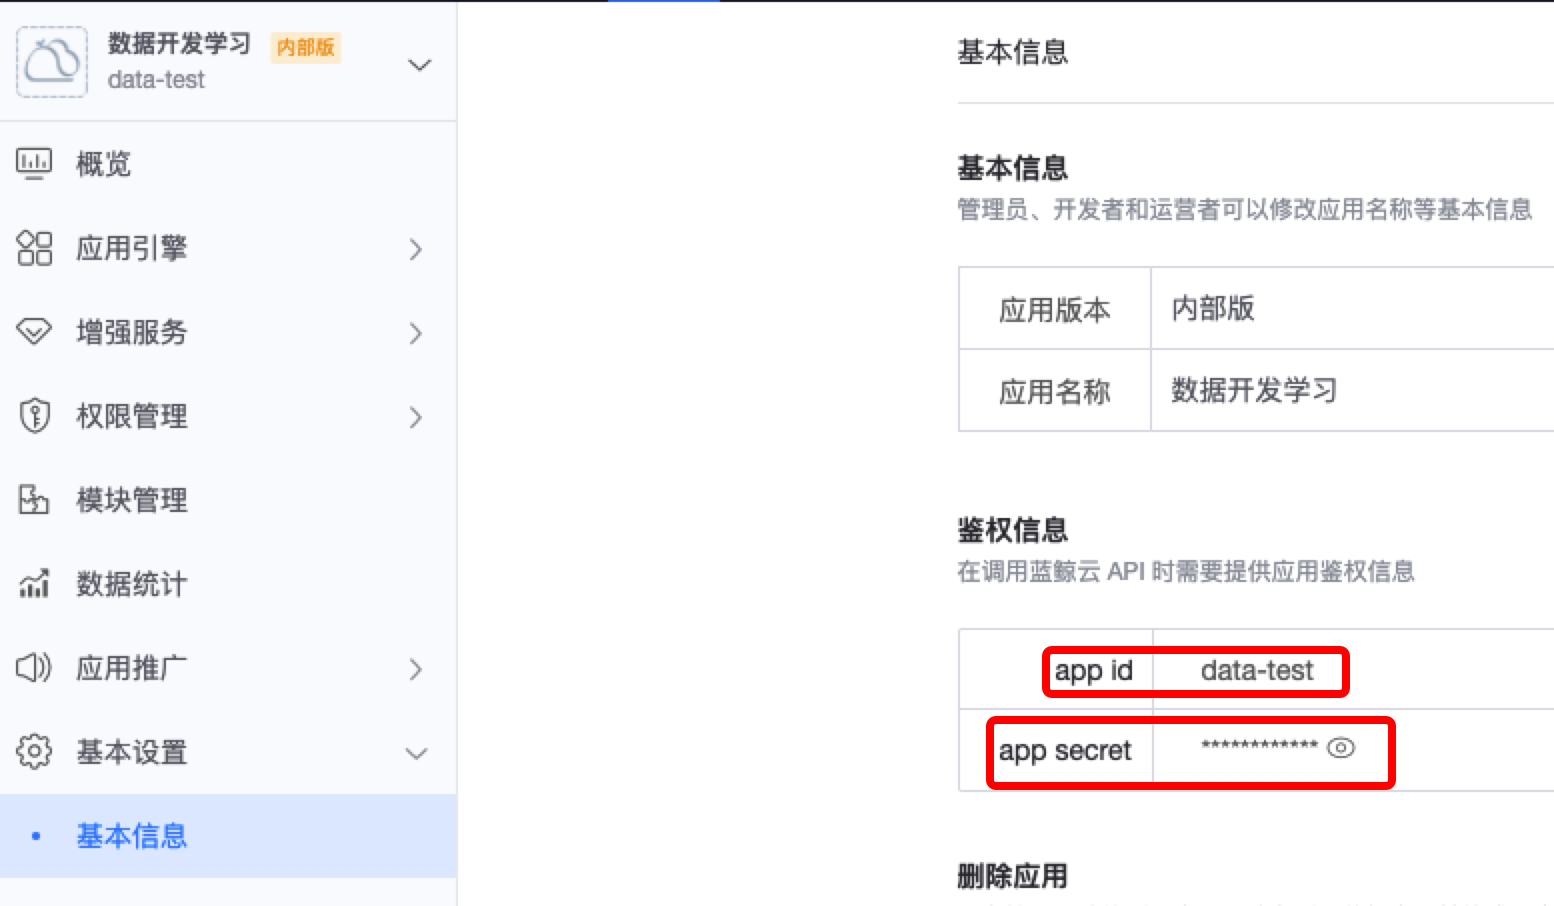 数据开发学习 内部版
data-test
概览
应用引擎
增强服务
权限管理
模块管理
数据统计
应用推广
基本设置
基本信息
基本信息
基本信息
管理员、开发者和运营者可以修改应用名称等基本信息
应用版本 内部版
应用名称 数据开发学习
鉴权信息
在调用蓝鲸云 API 时需要提供应用鉴权信息
app id data-test
app secret ************
删除应用